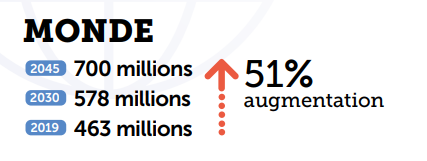 MONDE
2045 700 millions
2030 578 millions
2019 463 millions
51%
augmentation